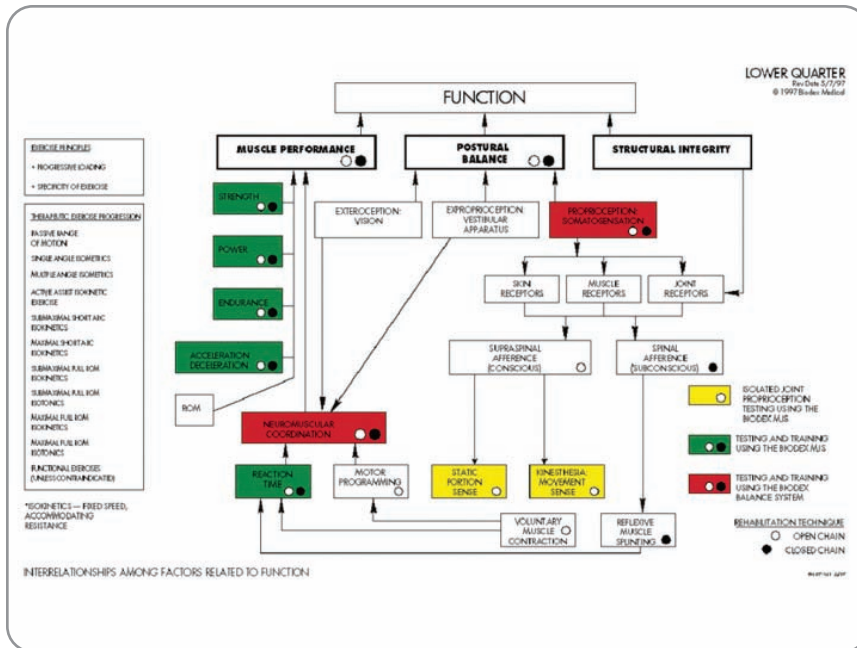 LOWER QUARTER
Rev Date 5/7/97
© 1997 Biodex Medical
FUNCTION
MUSCLE PERFORMANCE
POSTURAL
BALANCE
STRUCTURAL INTEGRITY
EXERCISE PRINCIPLES
• PROGRESSIVE LOADING
• SPECIFICITY OF EXERCISE
THERAPEUTIC EXERCISE PROGRESSION
PASSIVE RANGE
OF MOTION
SINGLE ANGLE ISOMETRICS
MULTIPLE ANGLE ISOMETRICS
ACTIVE ASSIST ISOKINETIC
EXERCISE
SUBMAXIMAL SHORT ARC
ISOKINETICS
MAXIMAL SHORT ARC
ISOKINETICS
SUBMAXIMAL FULL ROM
ISOKINETICS
SUBMAXIMAL FULL ROM
ISOTONICS
MAXIMAL FULL ROM
ISOKINETICS
MAXIMAL FULL ROM
ISOTONICS
FUNCTIONAL EXERCISES
(UNLESS CONTRAINDICATED)
*ISOKINETICS — FIXED SPEED,
ACCOMMODATING
RESISTANCE
STRENGTH
POWER
ENDURANCE
ACCELERATION
DECELERATION
ROM
EXTEROCEPTION:
VISION
EXPROPRIOCEPTION:
VESTIBULAR
APPARATUS
PROPRIOCEPTION:
SOMATOSENSATION
SKIN
RECEPTORS
MUSCLE
RECEPTORS
JOINT
RECEPTORS
SUPRASPINAL
AFFERENCE
(CONSCIOUS)
SPINAL
AFFERENCE
(SUBCONSCIOUS)
NEUROMUSCULAR
COORDINATION
REACTION
TIME
MOTOR
PROGRAMMING
STATIC
PORTION
SENSE
KINESTHESIA:
MOVEMENT
SENSE
VOLUNTARY
MUSCLE
CONTRACTION
REFLEXIVE
MUSCLE
SPLINTING
ISOLATED JOINT
PROPRIOCEPTION
TESTING USING THE
BIODEX MJS
TESTING AND TRAINING
USING THE BIODEX MJS
TESTING AND TRAINING
USING THE BIODEX
BALANCE SYSTEM
REHABILITATION TECHNIQUE
OPEN CHAIN
CLOSED CHAIN
INTERRELATIONSHIPS AMONG FACTORS RELATED TO FUNCTION